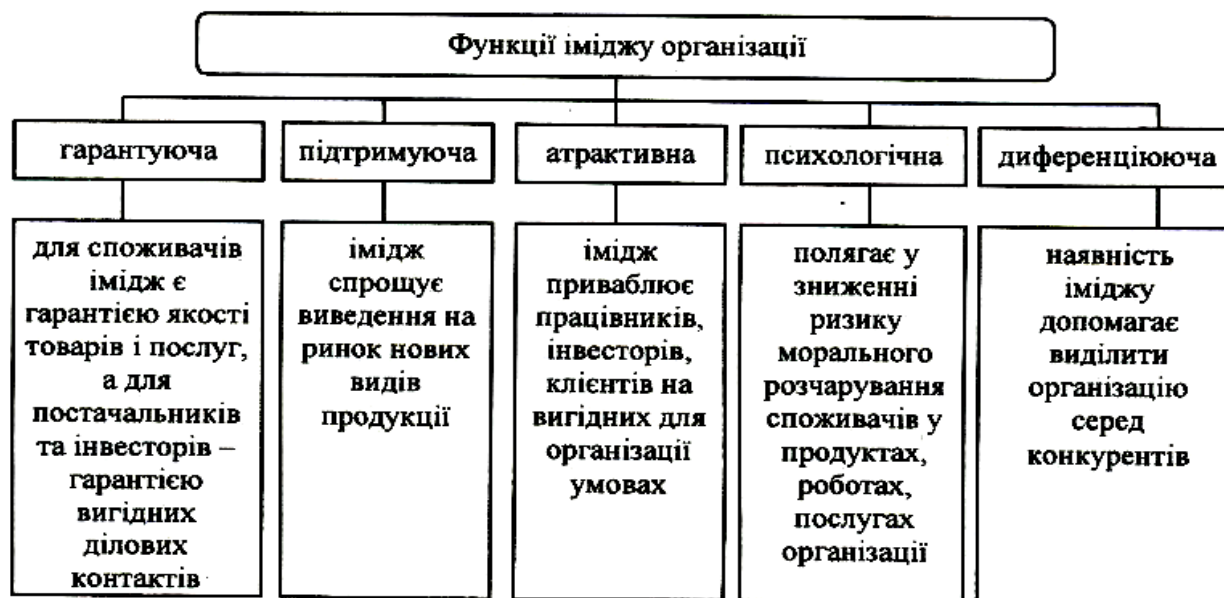 Функції іміджу організації
гарантуюча
підтримуюча
атрактивна
психологічна
диференціююча
для споживачів
імідж є
гарантією якості
товарів і послуг,
а для
постачальників
та інвесторів –
гарантією
вигідних
ділових
контактів
імідж
спрощує
виведення на
ринок нових
видів
продукції
імідж
приваблює
працівників,
інвесторів,
клієнтів на
вигідних для
організації
умовах
полягає у
зниженні
ризику
морального
розчарування
споживачів у
продуктах,
роботах,
послугах
організації
наявність
іміджу
допомагає
виділити
організацію
серед
конкурентів